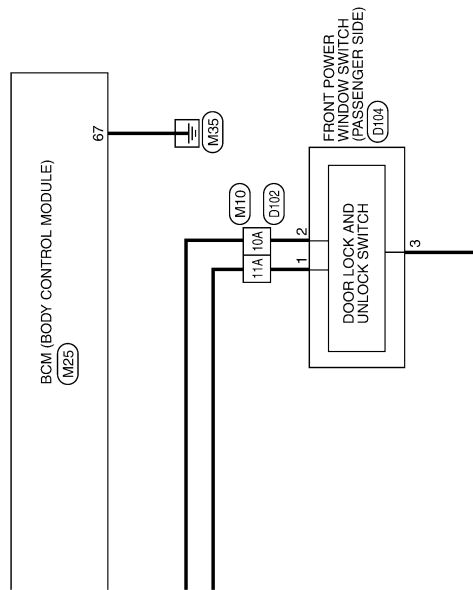 BCM (BODY CONTROL MODULE)
M25
67
M35
M10
D102
11A
10A
1
2
FRONT POWER
WINDOW SWITCH
(PASSENGER SIDE)
D104
DOOR LOCK AND
UNLOCK SWITCH
3